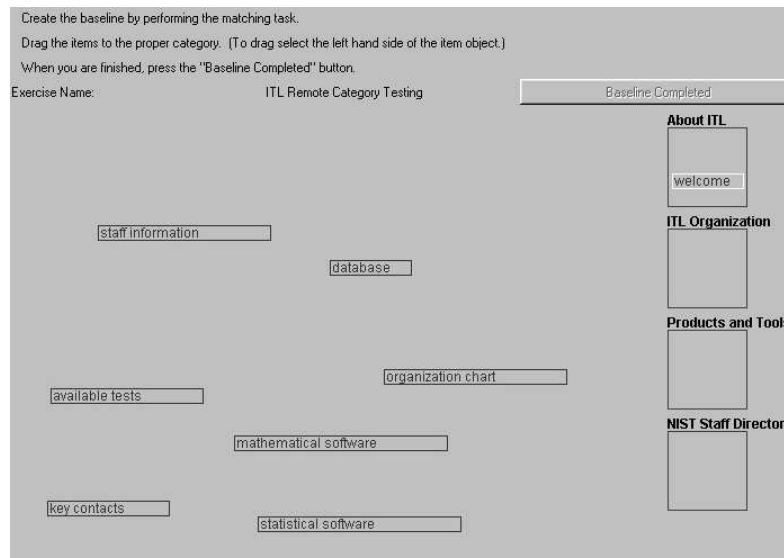 Create the baseline by performing the matching task.
Drag the items to the proper category. (To drag select the left hand side of the item object.)
When you are finished, press the "Baseline Completed" button.
Exercise Name: ITL Remote Category Testing Baseline Completed
About ITL
welcome
ITL Organization
staff information
database
Products and Tools
organization chart
available tests
NIST Staff Director
mathematical software
key contacts
statistical software